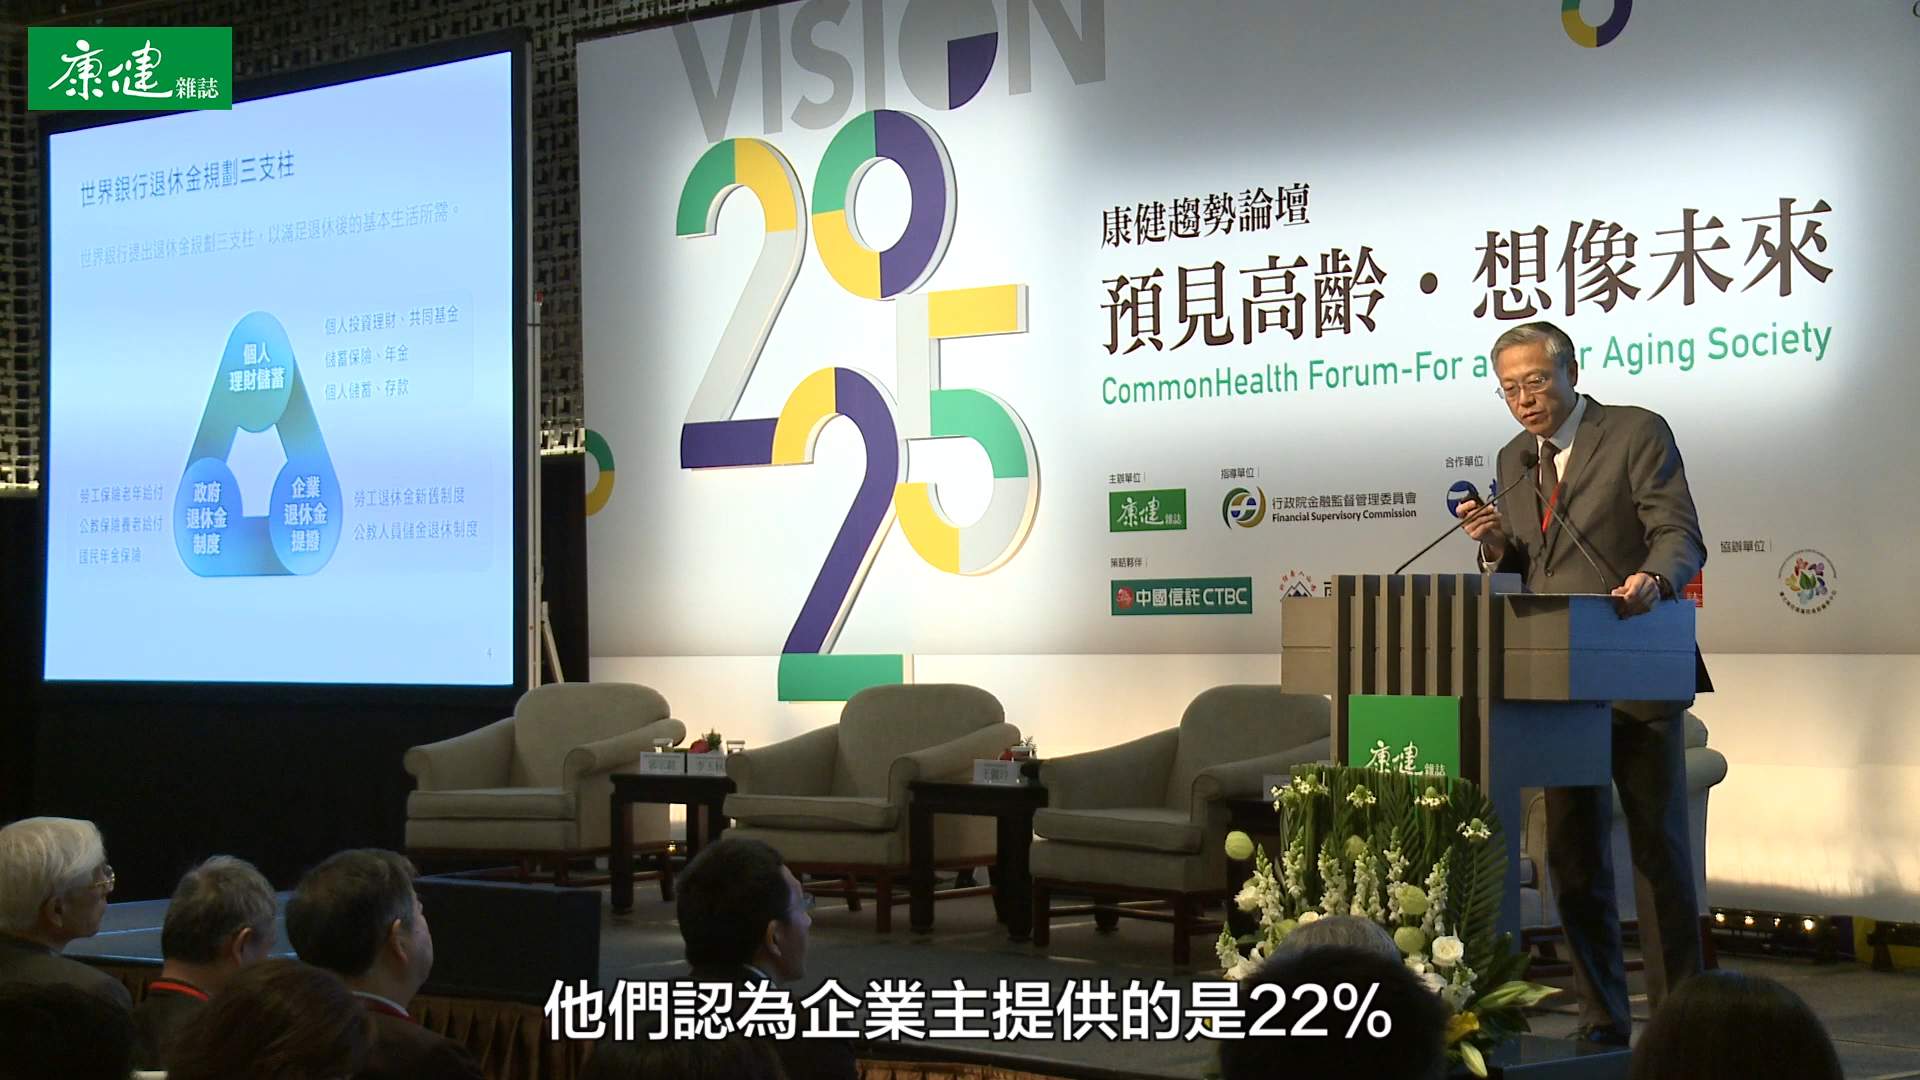 康健雜誌
世界銀行退休金規劃三支柱
世界銀行提出退休金規劃三支柱，以滿足退休後的基本生活所需。
個人
理財儲蓄
個人投資理財、共同基金
儲蓄保險、年金
個人儲蓄、存款
政府
退休金
制度
勞工保險老年給付
公教保險養老給付
國民年金保險
企業
退休金
提撥
勞工退休金新舊制度
公教人員儲金退休制度
4
VISION
2025
康健趨勢論壇
預見高齡・想像未來
CommonHealth Forum-For a
r Aging Society
主辦單位
康健雜誌
指導單位
行政院金融監督管理委員會
Financial Supervisory Commission
合作單位
策略夥伴
中國信託 CTBC
協辦單位
康健雜誌
他們認為企業主提供的是22%